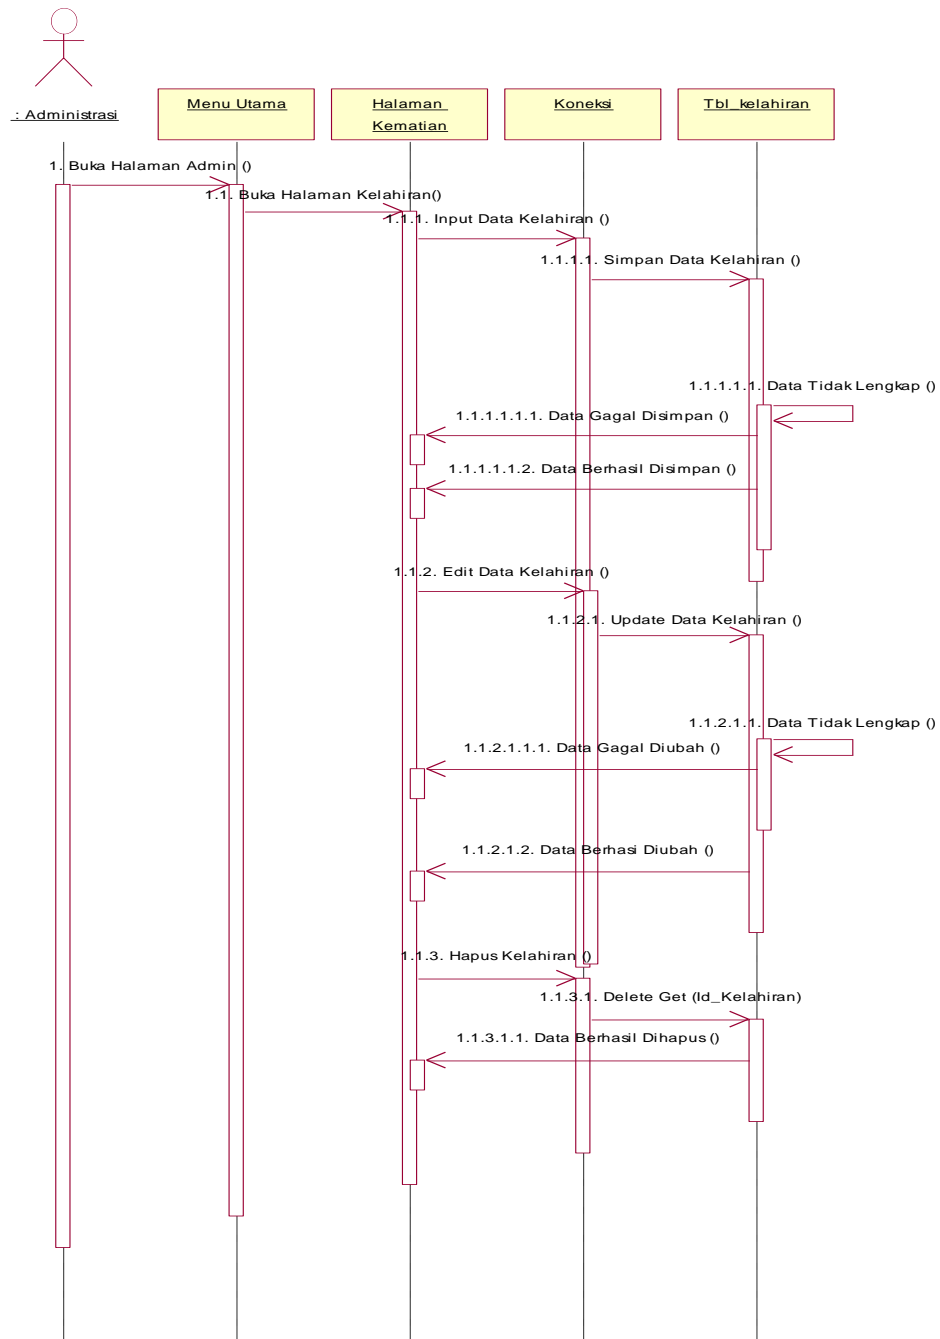 : Administrasi
Menu Utama
Halaman
Kematian
Koneksi
Tbl_kelahiran
1. Buka Halaman Admin ()
1.1. Buka Halaman Kelahiran()
1.1.1. Input Data Kelahiran ()
1.1.1.1. Simpan Data Kelahiran ()
1.1.1.1.1. Data Tidak Lengkap ()
1.1.1.1.1.1. Data Gagal Disimpan ()
1.1.1.1.1.2. Data Berhasil Disimpan ()
1.1.2. Edit Data Kelahiran ()
1.1.2.1. Update Data Kelahiran ()
1.1.2.1.1. Data Tidak Lengkap ()
1.1.2.1.1.1. Data Gagal Diubah ()
1.1.2.1.2. Data Berhasi Diubah ()
1.1.3. Hapus Kelahiran ()
1.1.3.1. Delete Get (Id_Kelahiran)
1.1.3.1.1. Data Berhasil Dihapus ()